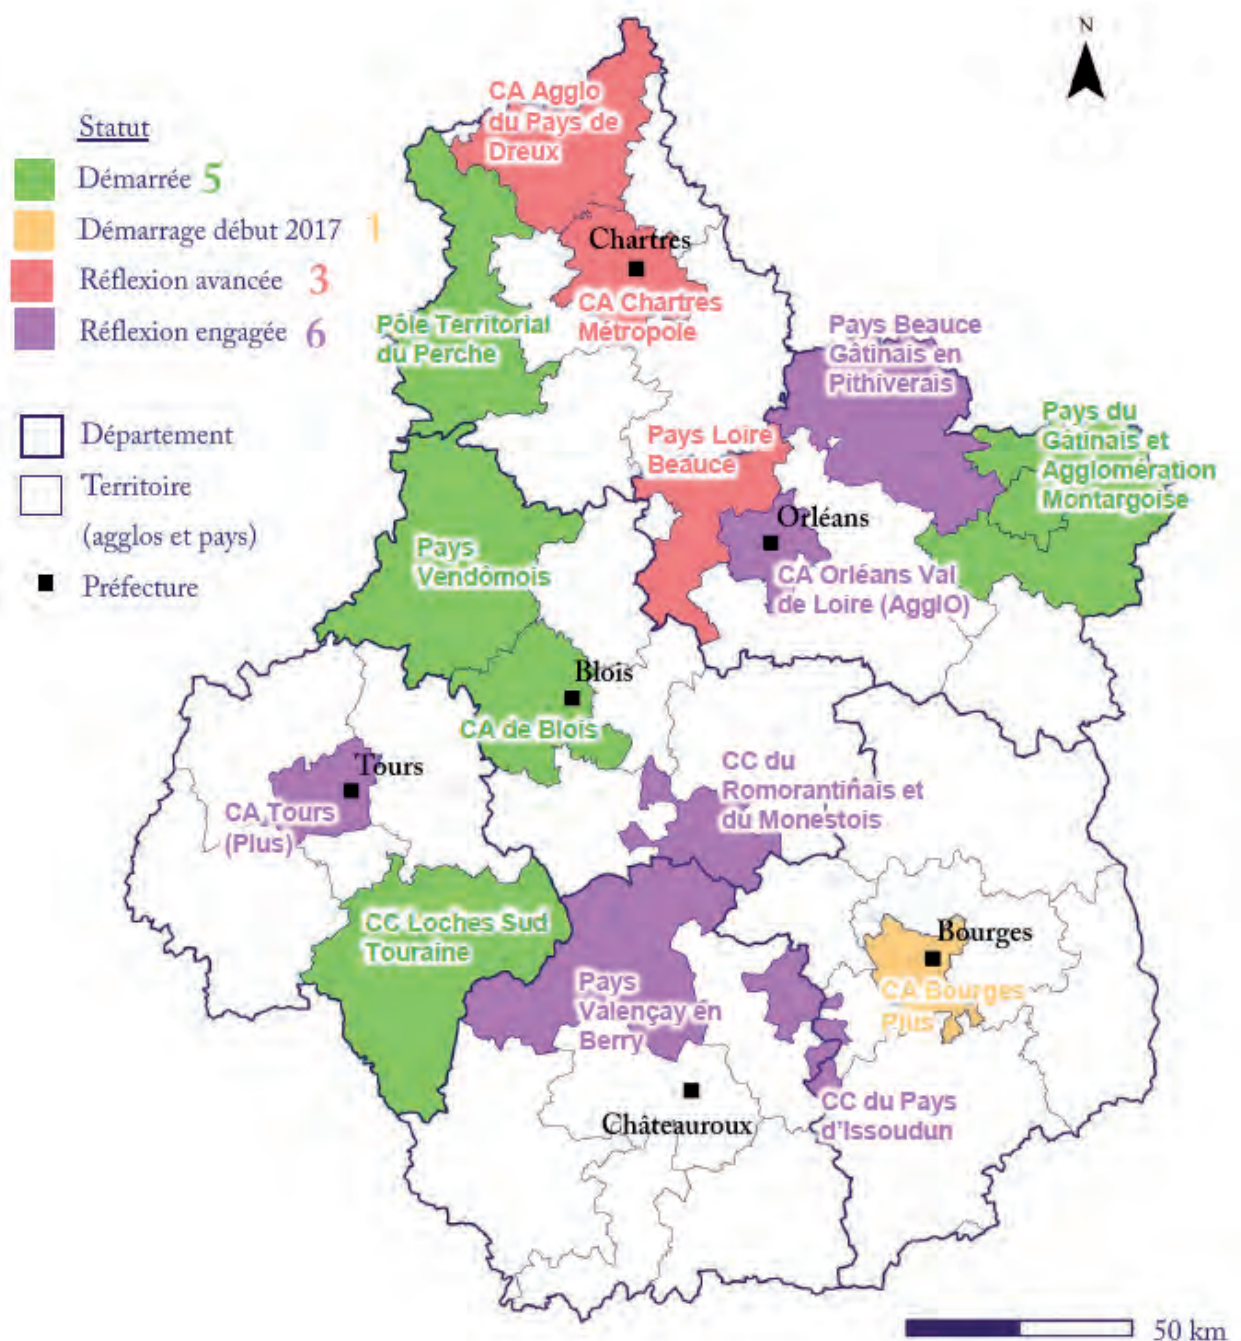 N
Statut
Démarrée 5
Démarrage début 2017 1
Réflexion avancée 3
Réflexion engagée 6
Département
Territoire
(agglos et pays)
Préfecture
CA Agglo
du Pays de
Dreux
Chartres
CA Chartres
Métropole
Pôle Territorial
du Perche
Pays Beauce
Gâtinais en
Pithiverais
Pays du
Gâtinais et
Agglomération
Montargoise
Pays Loire
Beauce
Orléans
CA Orléans Val
de Loire (AgglO)
Pays
Vendômois
Blois
CA de Blois
Tours
CA Tours
(Plus)
CC du
Romorantinais et
du Monestois
CC Loches Sud
Touraine
Bourges
CA Bourges
Plus
Pays
Valençay en
Berry
CC du Pays
d'Issoudun
Châteauroux
50 km